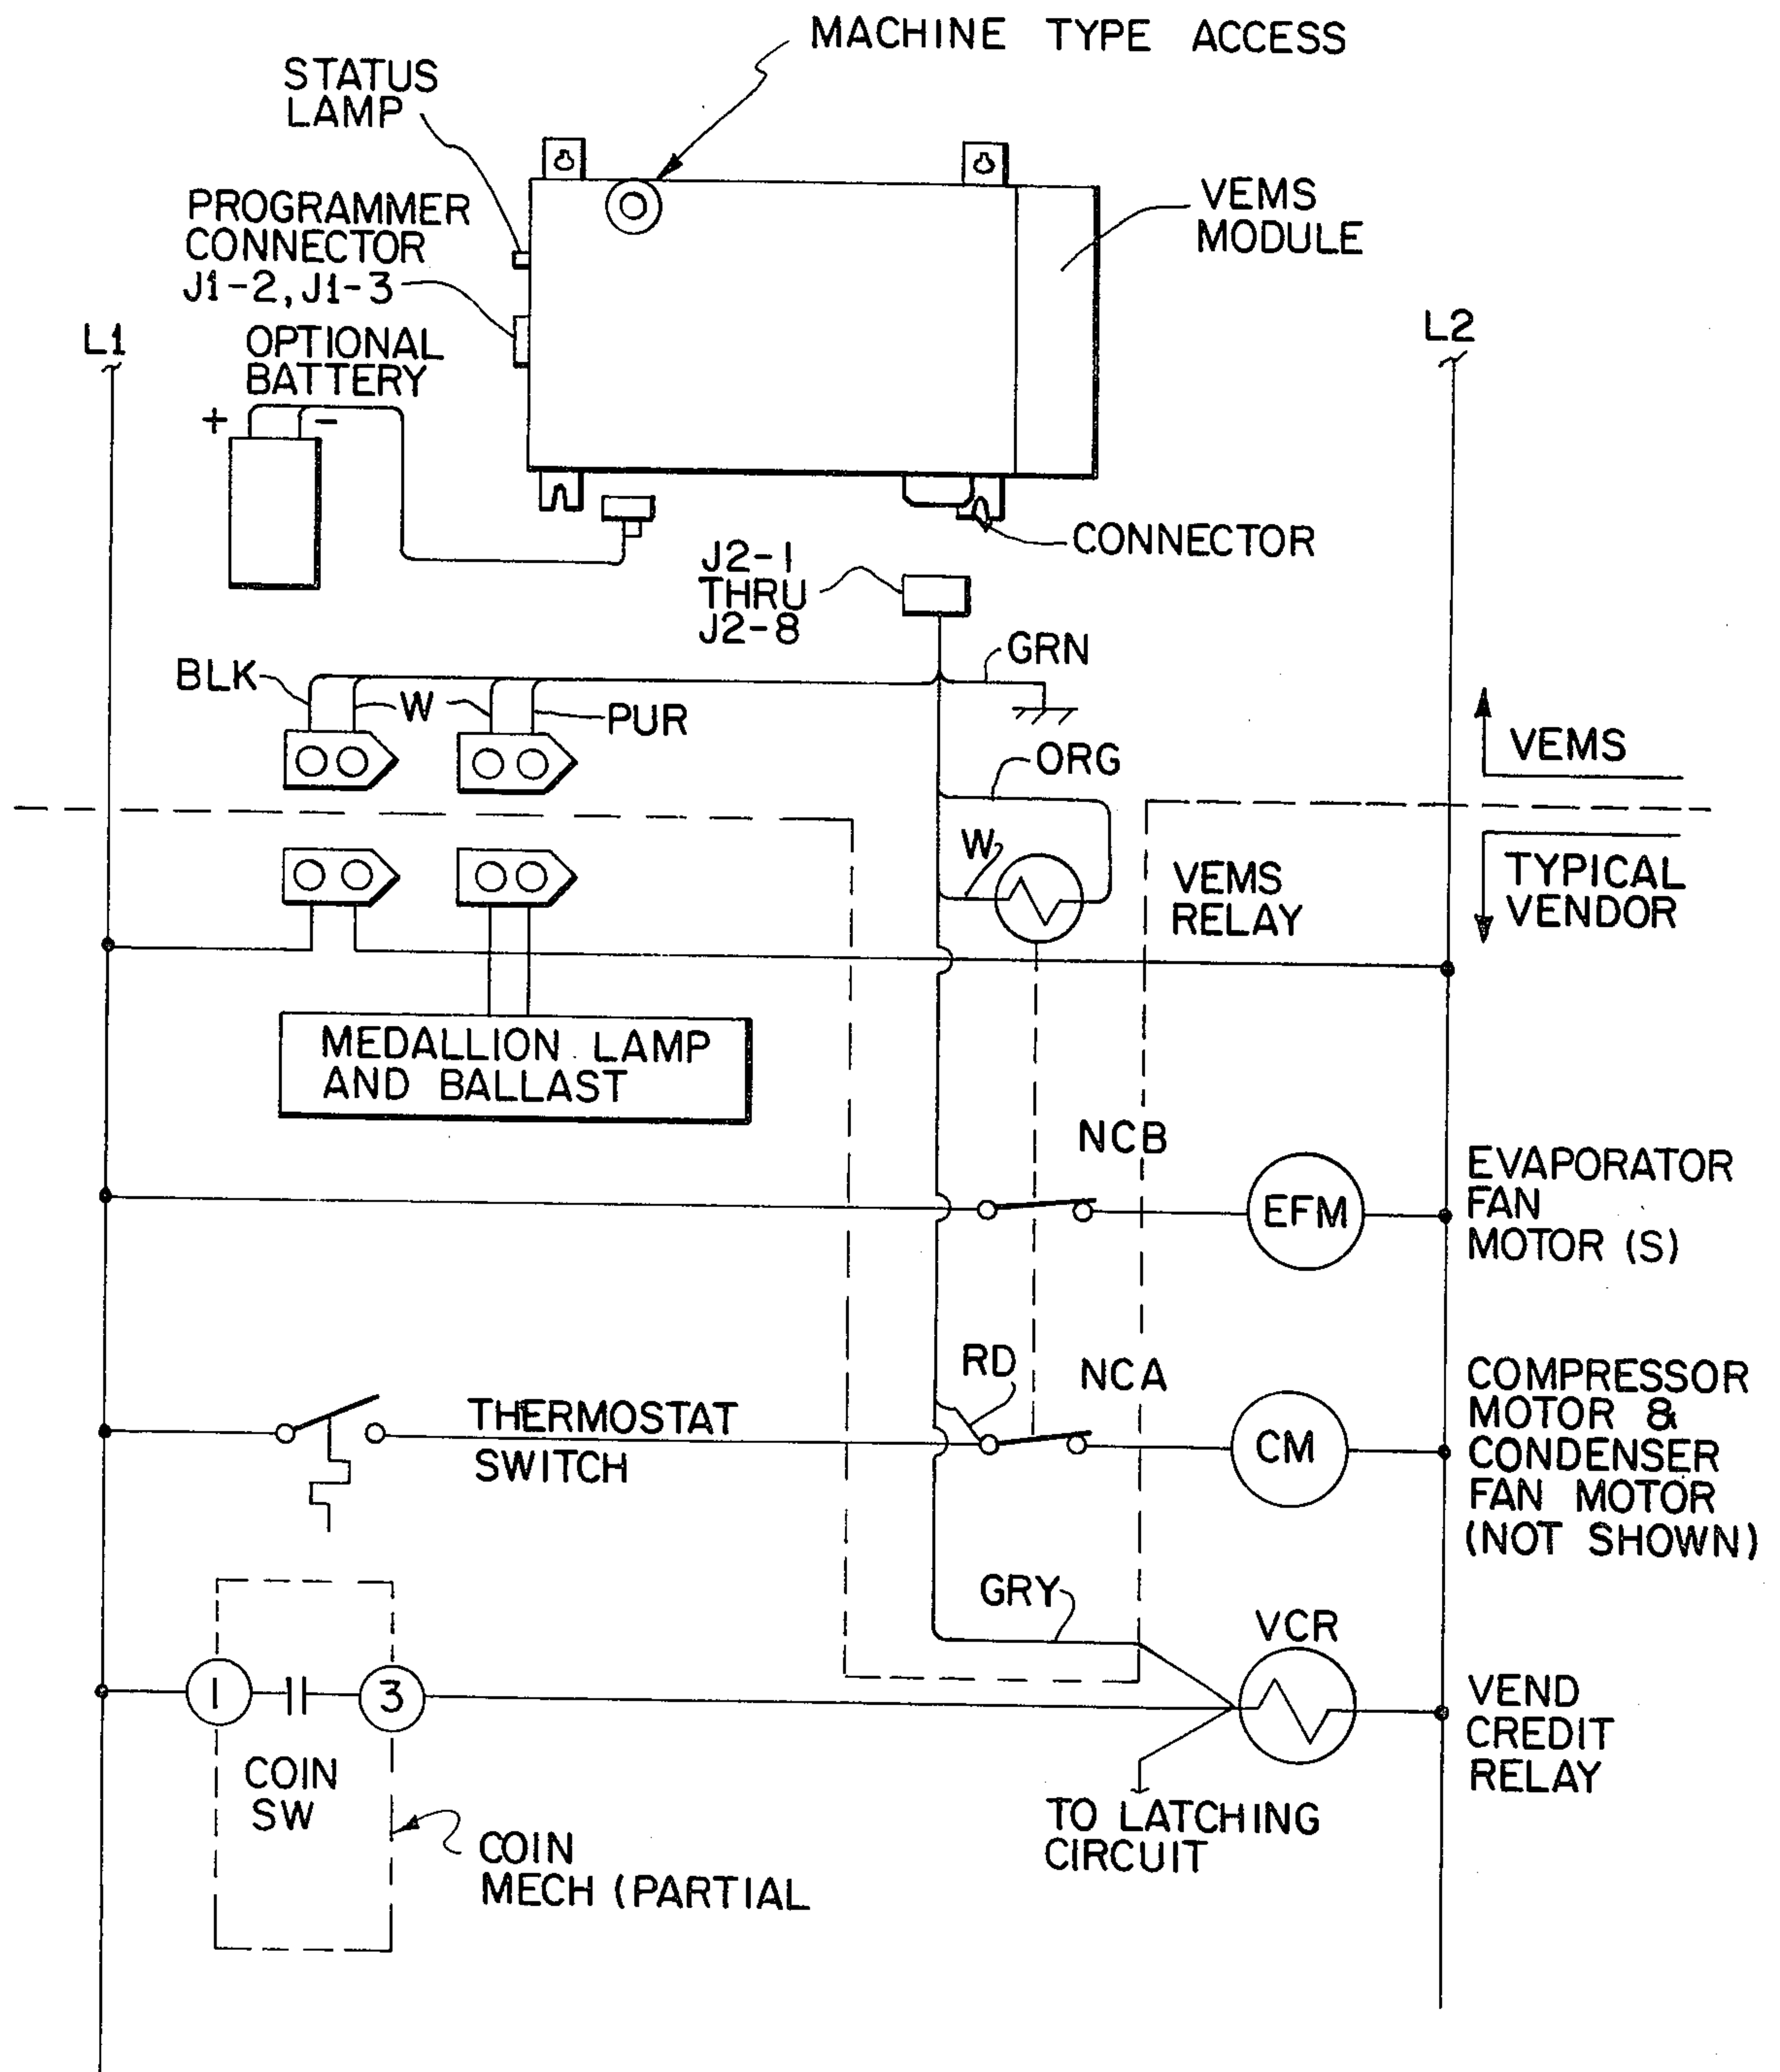 MACHINE TYPE ACCESS
STATUS
LAMP
PROGRAMMER
CONNECTOR
J1-2, J1-3
VEMS
MODULE
L1
OPTIONAL
BATTERY
+ -
L2
CONNECTOR
J2-1
THRU
J2-8
GRN
BLK
W
PUR
ORG
VEMS
W
VEMS
RELAY
TYPICAL
VENDOR
MEDALLION LAMP
AND BALLAST
NCB
EFM
EVAPORATOR
FAN
MOTOR (S)
RD
NCA
THERMOSTAT
SWITCH
CM
COMPRESSOR
MOTOR &
CONDENSER
FAN MOTOR
(NOT SHOWN)
GRY
VCR
1
3
VEND
CREDIT
RELAY
COIN
SW
TO LATCHING
CIRCUIT
COIN
MECH (PARTIAL